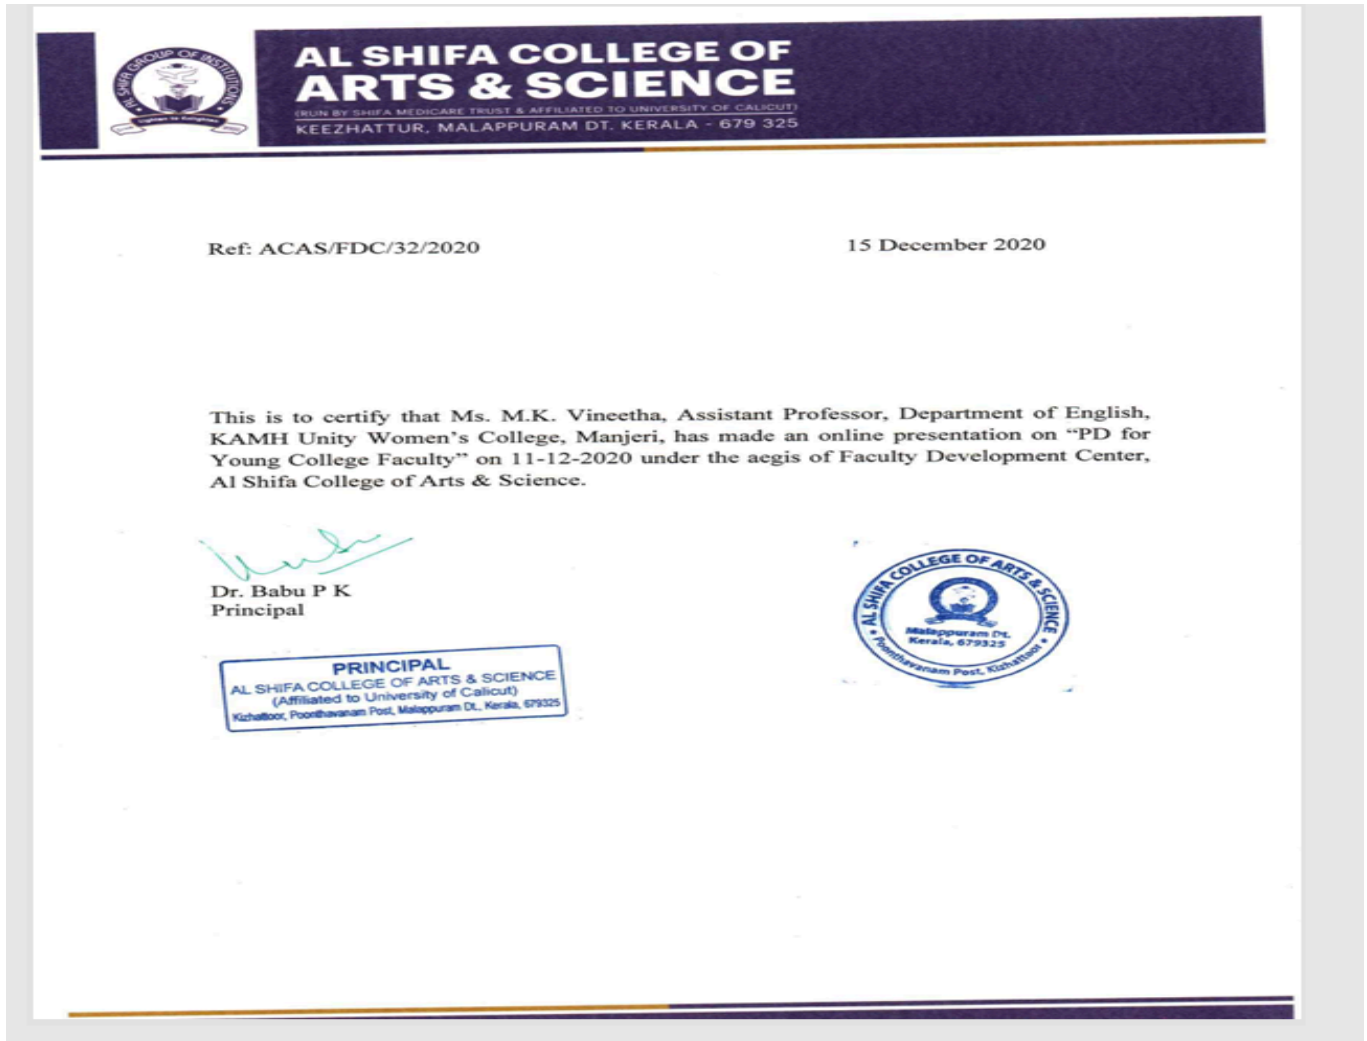 AL SHIFA GROUP OF INSTITUTIONS
AL SHIFA COLLEGE OF
ARTS & SCIENCE
(RUN BY SHIFA MEDICARE TRUST & AFFILIATED TO UNIVERSITY OF CALICUT)
KEEZHATTUR, MALAPPURAM DT. KERALA - 679 325
Ref: ACAS/FDC/32/2020
15 December 2020
This is to certify that Ms. M.K. Vineetha, Assistant Professor, Department of English,
KAMH Unity Women's College, Manjeri, has made an online presentation on “PD for
Young College Faculty” on 11-12-2020 under the aegis of Faculty Development Center,
Al Shifa College of Arts & Science.
Dr. Babu P K
Principal
PRINCIPAL
AL SHIFA COLLEGE OF ARTS & SCIENCE
(Affiliated to University of Calicut)
Kizhattoor, Poonthavanam Post, Malappuram Dt., Kerala, 679325
AL SHIFA COLLEGE OF ARTS & SCIENCE
Malappuram Dt.
Kerala, 679325
Poonthavanam Post, Kizhattoor